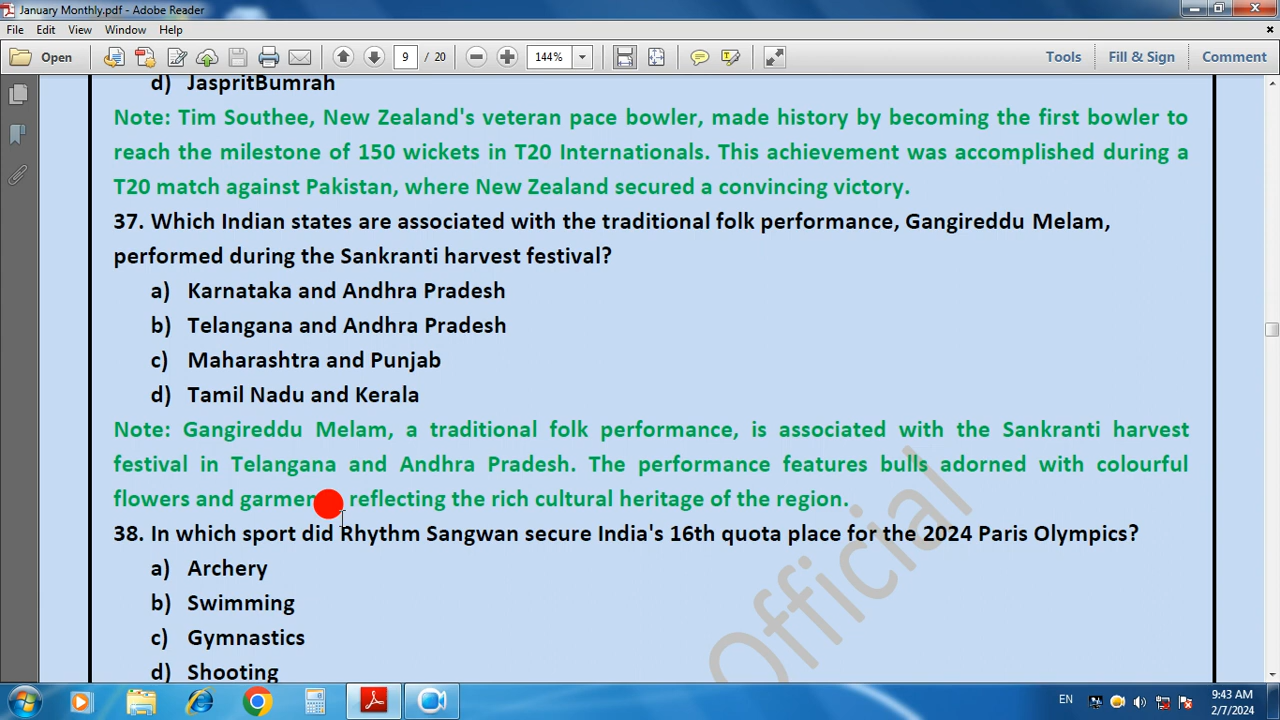 January Monthly.pdf - Adobe Reader
File Edit View Window Help
Open 9 / 20 144% Tools Fill & Sign Comment
d) JaspritBumrah
Note: Tim Southee, New Zealand's veteran pace bowler, made history by becoming the first bowler to
reach the milestone of 150 wickets in T20 Internationals. This achievement was accomplished during a
T20 match against Pakistan, where New Zealand secured a convincing victory.
37. Which Indian states are associated with the traditional folk performance, Gangireddu Melam,
performed during the Sankranti harvest festival?
a) Karnataka and Andhra Pradesh
b) Telangana and Andhra Pradesh
c) Maharashtra and Punjab
d) Tamil Nadu and Kerala
Note: Gangireddu Melam, a traditional folk performance, is associated with the Sankranti harvest
festival in Telangana and Andhra Pradesh. The performance features bulls adorned with colourful
flowers and reflecting the rich cultural heritage of the region.
38. In which sport did Rhythm Sangwan secure India's 16th quota place for the 2024 Paris Olympics?
a) Archery
b) Swimming
c) Gymnastics
d) Shooting
Official
EN 9:43 AM
2/7/2024